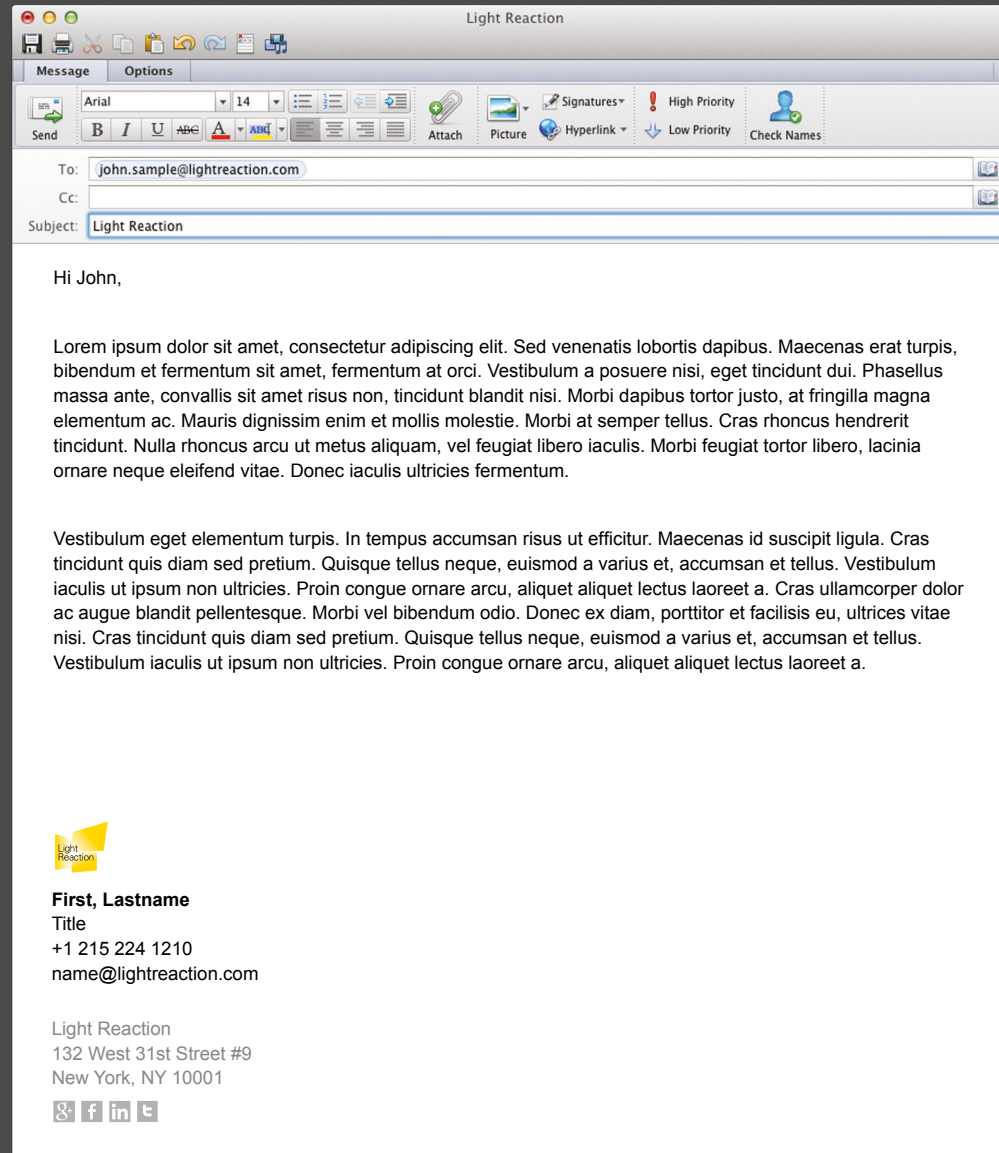 Light Reaction
Message Options
Arial 14 Signatures High Priority
Send B I U ABC A ABC Attach Picture Hyperlink Low Priority Check Names
To: john.sample@lightreaction.com
Cc:
Subject: Light Reaction
Hi John,
Lorem ipsum dolor sit amet, consectetur adipiscing elit. Sed venenatis lobortis dapibus. Maecenas erat turpis,
bibendum et fermentum sit amet, fermentum at orci. Vestibulum a posuere nisi, eget tincidunt dui. Phasellus
massa ante, convallis sit amet risus non, tincidunt blandit nisi. Morbi dapibus tortor justo, at fringilla magna
elementum ac. Mauris dignissim enim et mollis molestie. Morbi at semper tellus. Cras rhoncus hendrerit
tincidunt. Nulla rhoncus arcu ut metus aliquam, vel feugiat libero iaculis. Morbi feugiat tortor libero, lacinia
ornare neque eleifend vitae. Donec iaculis ultricies fermentum.
Vestibulum eget elementum turpis. In tempus accumsan risus ut efficitur. Maecenas id suscipit ligula. Cras
tincidunt quis diam sed pretium. Quisque tellus neque, euismod a varius et, accumsan et tellus. Vestibulum
iaculis ut ipsum non ultricies. Proin congue ornare arcu, aliquet aliquet lectus laoreet a. Cras ullamcorper dolor
ac augue blandit pellentesque. Morbi vel bibendum odio. Donec ex diam, porttitor et facilisis eu, ultrices vitae
nisi. Cras tincidunt quis diam sed pretium. Quisque tellus neque, euismod a varius et, accumsan et tellus.
Vestibulum iaculis ut ipsum non ultricies. Proin congue ornare arcu, aliquet aliquet lectus laoreet a.
Light
Reaction
First, Lastname
Title
+1 215 224 1210
name@lightreaction.com
Light Reaction
132 West 31st Street #9
New York, NY 10001
g+ f in t